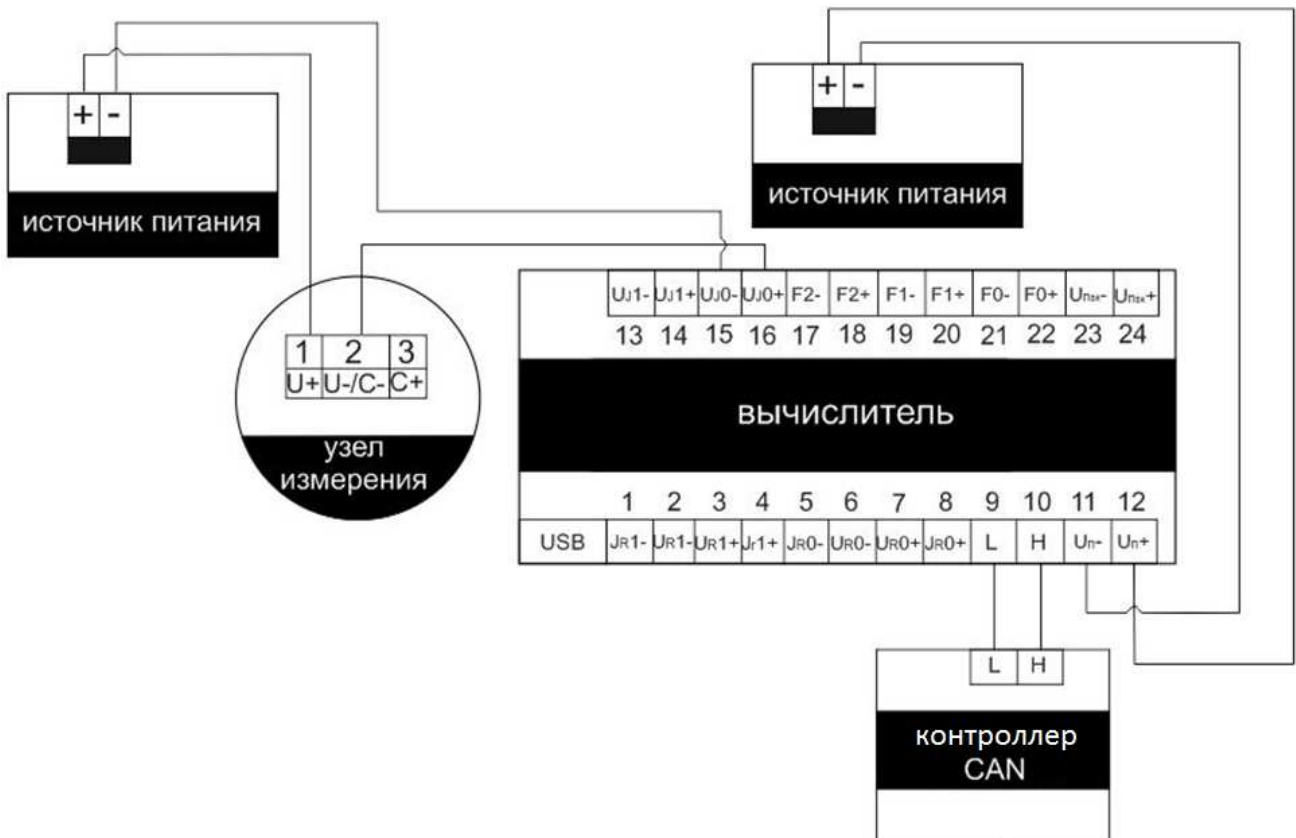 + -
источник питания
+ -
источник питания
1 2 3
U+ U-/C- C+
узел
измерения
UJ1- UJ1+ UJ0- UJ0+ F2- F2+ F1- F1+ F0- F0+ Uпвх- Uпвх+
13 14 15 16 17 18 19 20 21 22 23 24
вычислитель
1 2 3 4 5 6 7 8 9 10 11 12
USB JR1- UR1- UR1+ Jr1+ JR0- UR0- UR0+ JR0+ L H Uп- Uп+
L H
контроллер
CAN